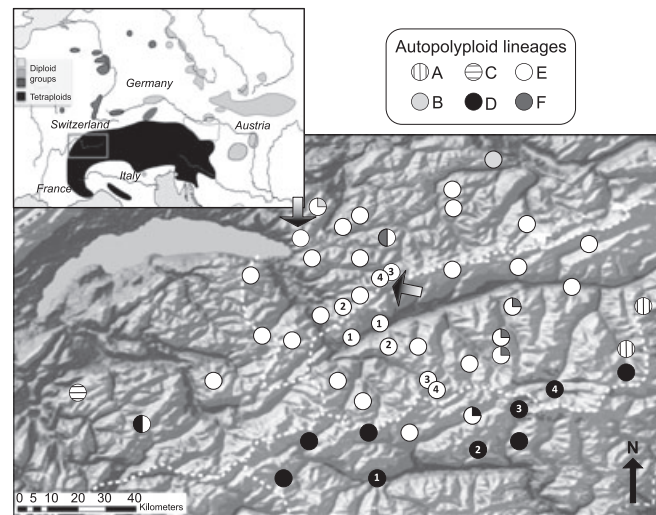 Germany
Diploid
groups
Tetraploids
Switzerland
Austria
Italy
France
Autopolyploid lineages
A C E
B D F
3
4
2
1
1
2
3
4
4
3
2
1
N
0 5 10 20 30 40
Kilometers